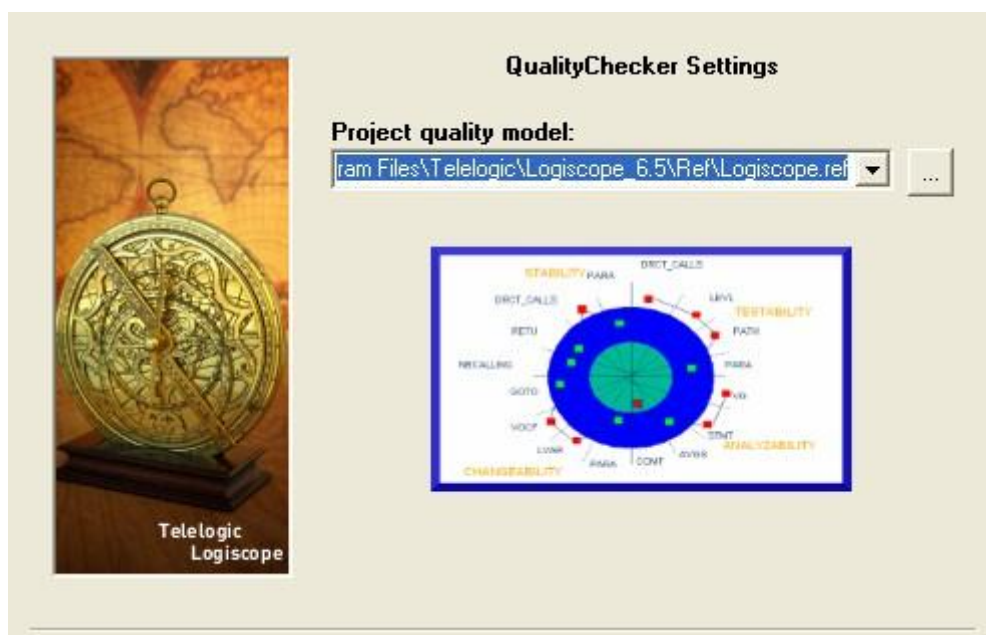 QualityChecker Settings
Project quality model:
ram Files\Telelogic\Logiscope_6.5\Ref\Logiscope.ref
...
STABILITY
PARA
DRCT_CALLS
DRCT_CALLS
LEVL
TESTABILITY
RETU
PATH
NBCALLING
PARA
GOTO
VG
VOCF
STMT
ANALYZABILITY
LVAR
AVGS
PARA
COMF
CHANGEABILITY
Telelogic
Logiscope